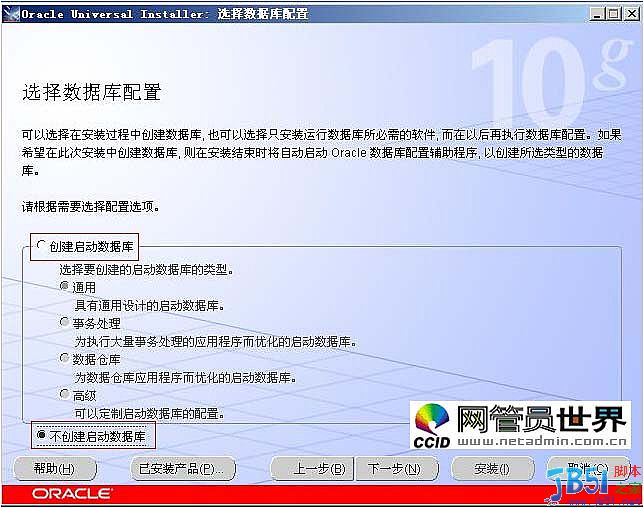 Oracle Universal Installer: 选择数据库配置
10g
选择数据库配置
可以选择在安装过程中创建数据库, 也可以选择只安装运行数据库所必需的软件, 而在以后再执行数据库配置。如果
希望在此次安装中创建数据库, 则在安装结束时将自动启动 Oracle 数据库配置辅助程序, 以创建所选类型的数据
库。
请根据需要选择配置选项。
创建启动数据库
选择要创建的启动数据库的类型。
通用
具有通用设计的启动数据库。
事务处理
为执行大量事务处理的应用程序而优化的启动数据库。
数据仓库
为数据仓库应用程序而优化的启动数据库。
高级
可以定制启动数据库的配置。
不创建启动数据库
CCID 网管员世界
www.netadmin.com.cn
帮助(H) 已安装产品(P)... 上一步(B) 下一步(N) 安装(I) 取消(C)
JB51 脚本之家
ORACLE